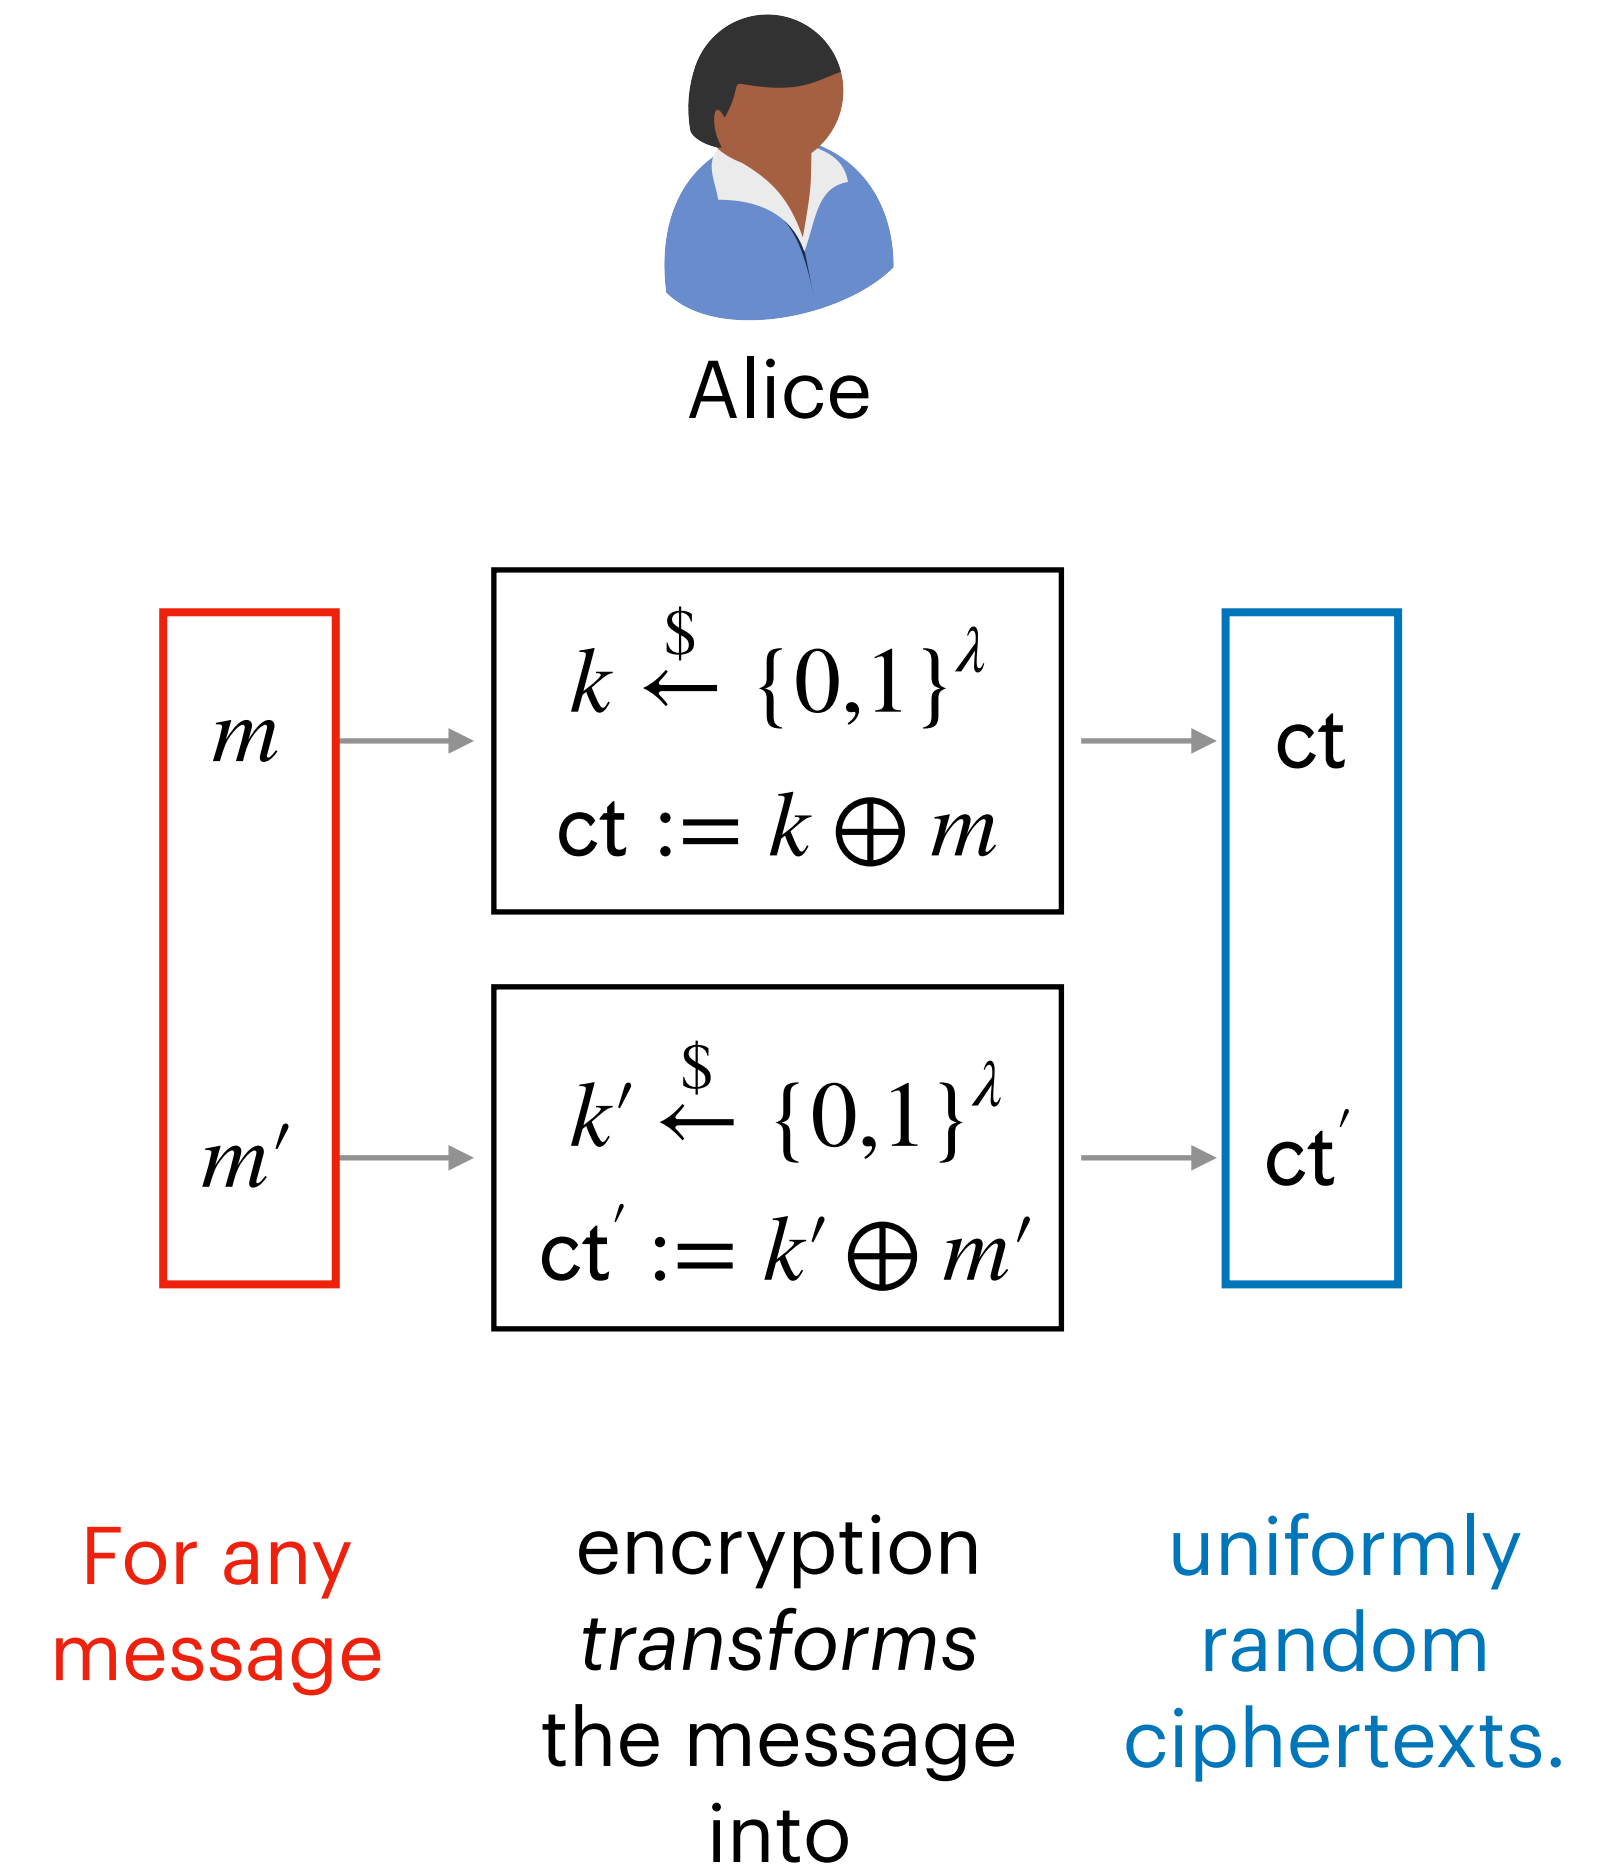 Alice
m
k $← {0,1}^λ
ct := k ⊕ m
ct
m′
k′ $← {0,1}^λ
ct′ := k′ ⊕ m′
ct′
For any
message
encryption
transforms
the message
into
uniformly
random
ciphertexts.